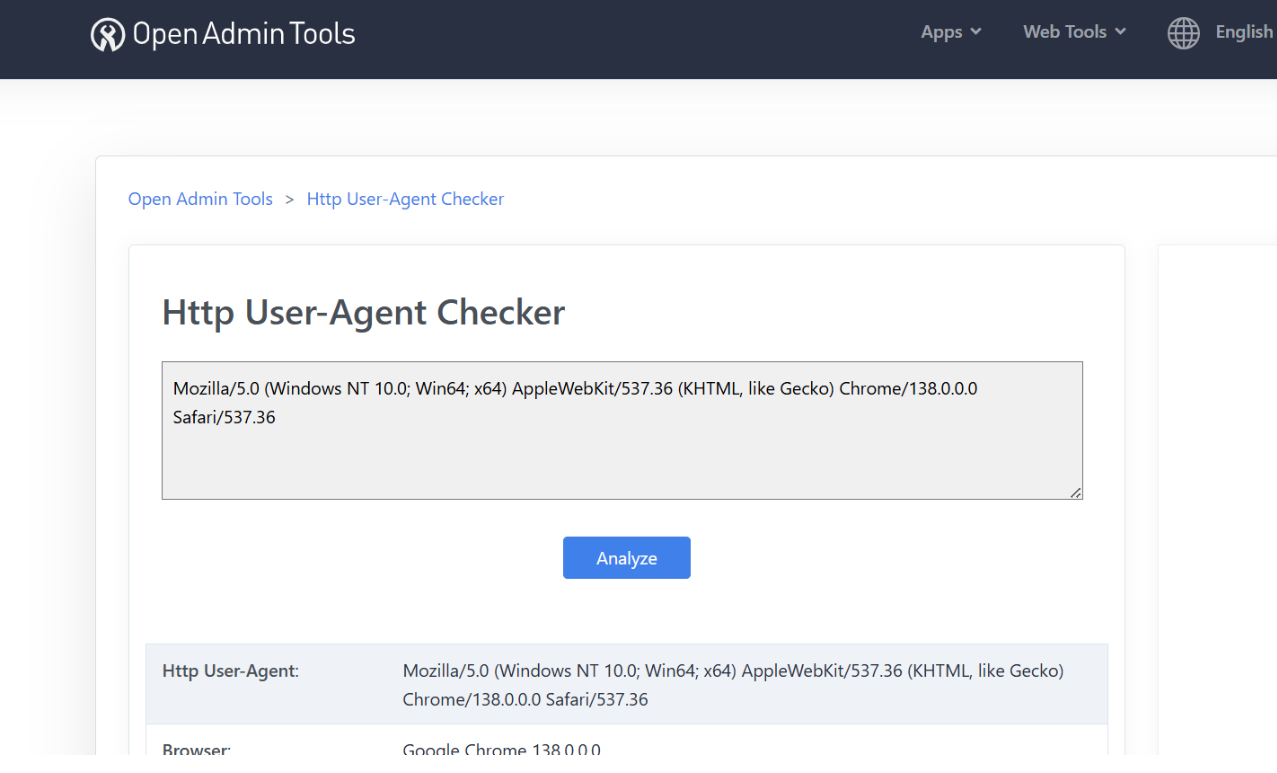 Open Admin Tools
Apps
Web Tools
English
Open Admin Tools > Http User-Agent Checker
Http User-Agent Checker
Mozilla/5.0 (Windows NT 10.0; Win64; x64) AppleWebKit/537.36 (KHTML, like Gecko) Chrome/138.0.0.0
Safari/537.36
Analyze
Http User-Agent: Mozilla/5.0 (Windows NT 10.0; Win64; x64) AppleWebKit/537.36 (KHTML, like Gecko)
Chrome/138.0.0.0 Safari/537.36
Browser: Google Chrome 138.0.0.0